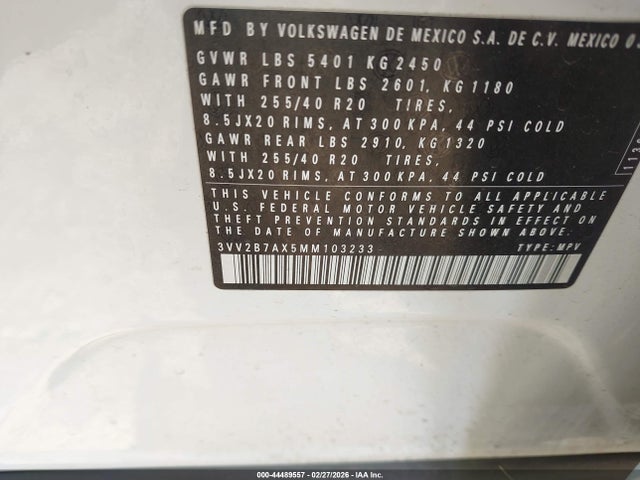 MFD BY VOLKSWAGEN DE MEXICO S.A. DE C.V. MEXICO
GVWR LBS 5401 KG 2450
GAWR FRONT LBS 2601, KG 1180
WITH 255/40 R20 TIRES,
8.5JX20 RIMS, AT 300 KPA, 44 PSI COLD
GAWR REAR LBS 2910, KG 1320
WITH 255/40 R20 TIRES,
8.5JX20 RIMS, AT 300 KPA, 44 PSI COLD
THIS VEHICLE CONFORMS TO ALL APPLICABLE
U.S. FEDERAL MOTOR VEHICLE SAFETY AND
THEFT PREVENTION STANDARDS IN EFFECT ON
THE DATE OF MANUFACTURE SHOWN ABOVE.
3VV2B7AX5MM103233 TYPE: MPV
000-44489557 - 02/27/2026 - IAA Inc.